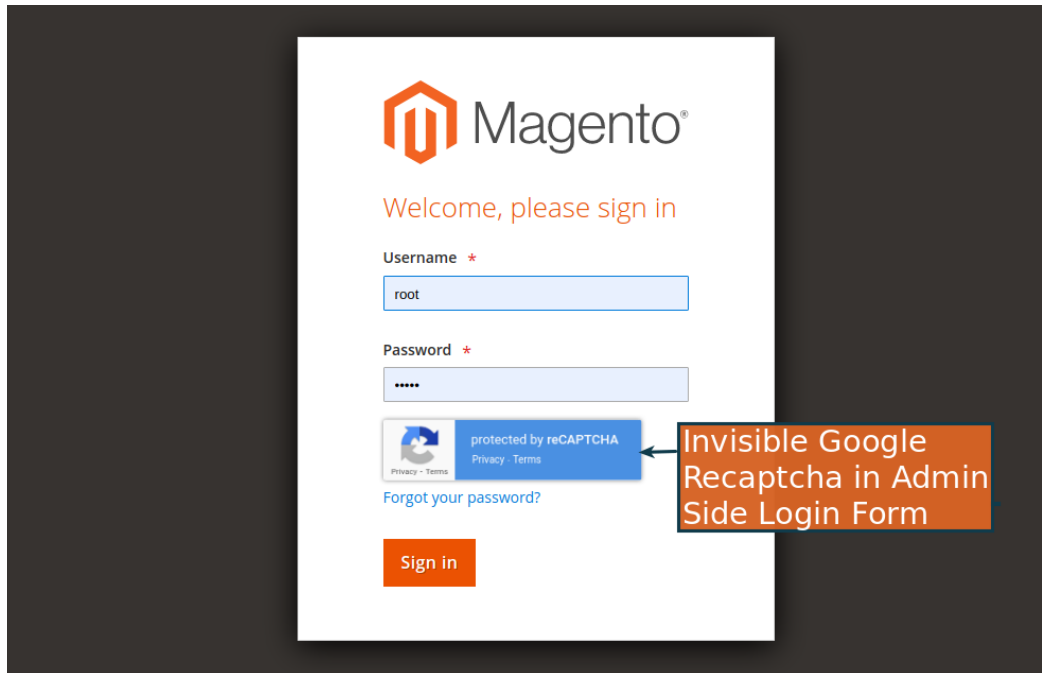 Magento®
Welcome, please sign in
Username *
root
Password *
•••••
protected by reCAPTCHA
Privacy - Terms
Privacy - Terms
Invisible Google
Recaptcha in Admin
Side Login Form
Forgot your password?
Sign in